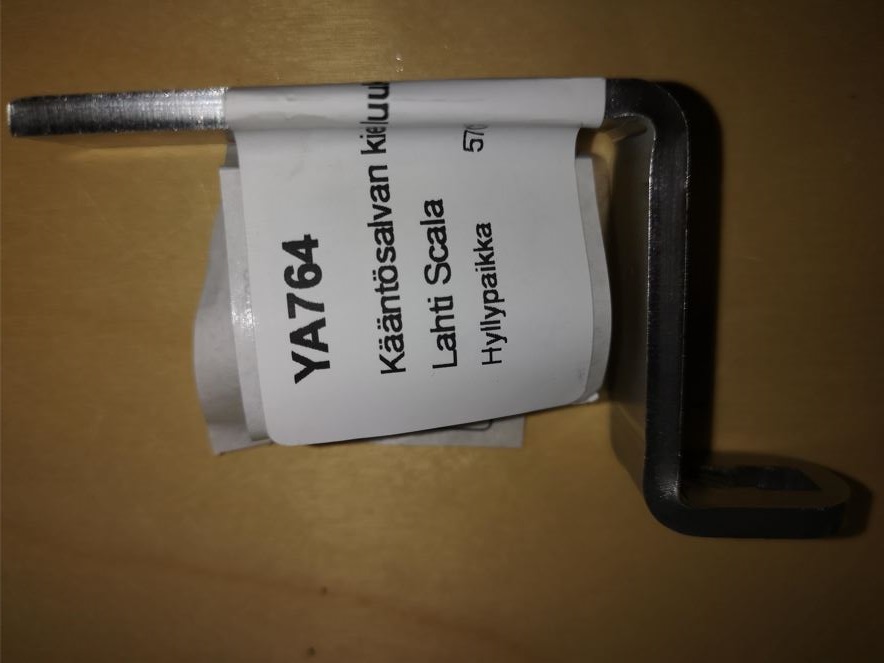 YA764
Kääntösalvan
Lahti Scala
Hyllypaikka